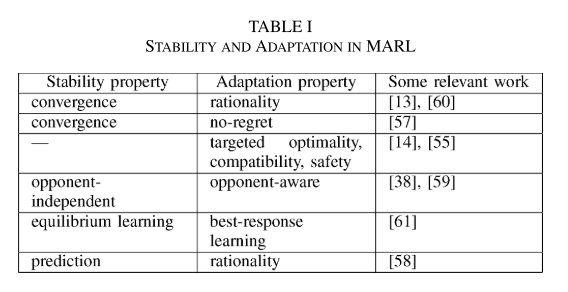 TABLE I
STABILITY AND ADAPTATION IN MARL
Stability property Adaptation property Some relevant work
convergence rationality [13], [60]
convergence no-regret [57]
— targeted optimality, [14], [55]
compatibility, safety
opponent- opponent-aware [38], [59]
independent
equilibrium learning best-response [61]
learning
prediction rationality [58]